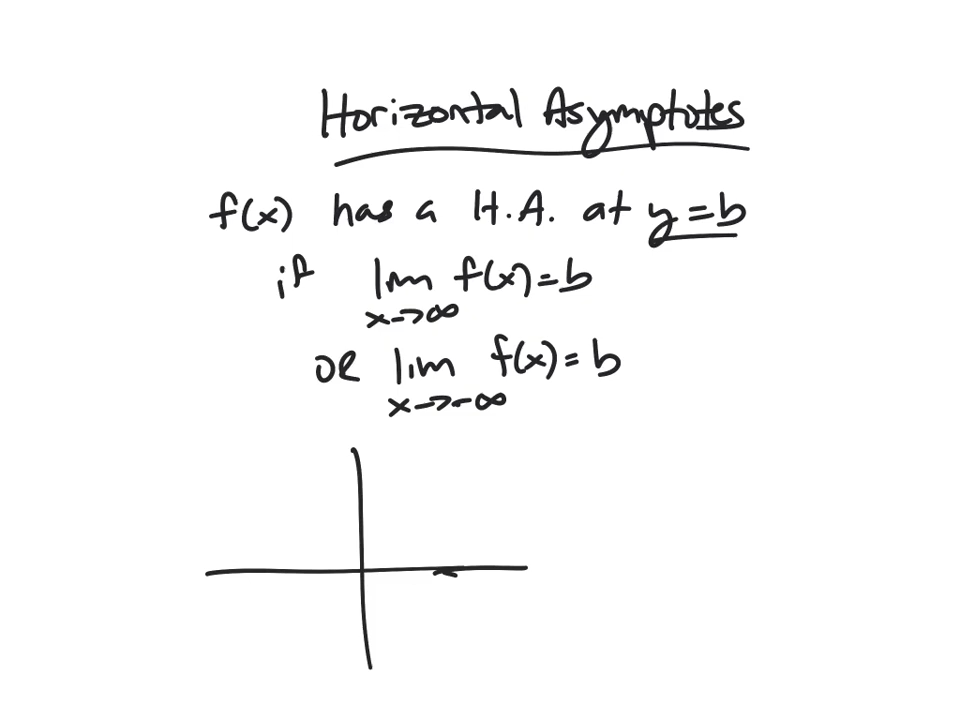 Horizontal Asymptotes
f(x) has a H.A. at y = b
if lim f(x) = b
x→∞
OR lim f(x) = b
x→-∞